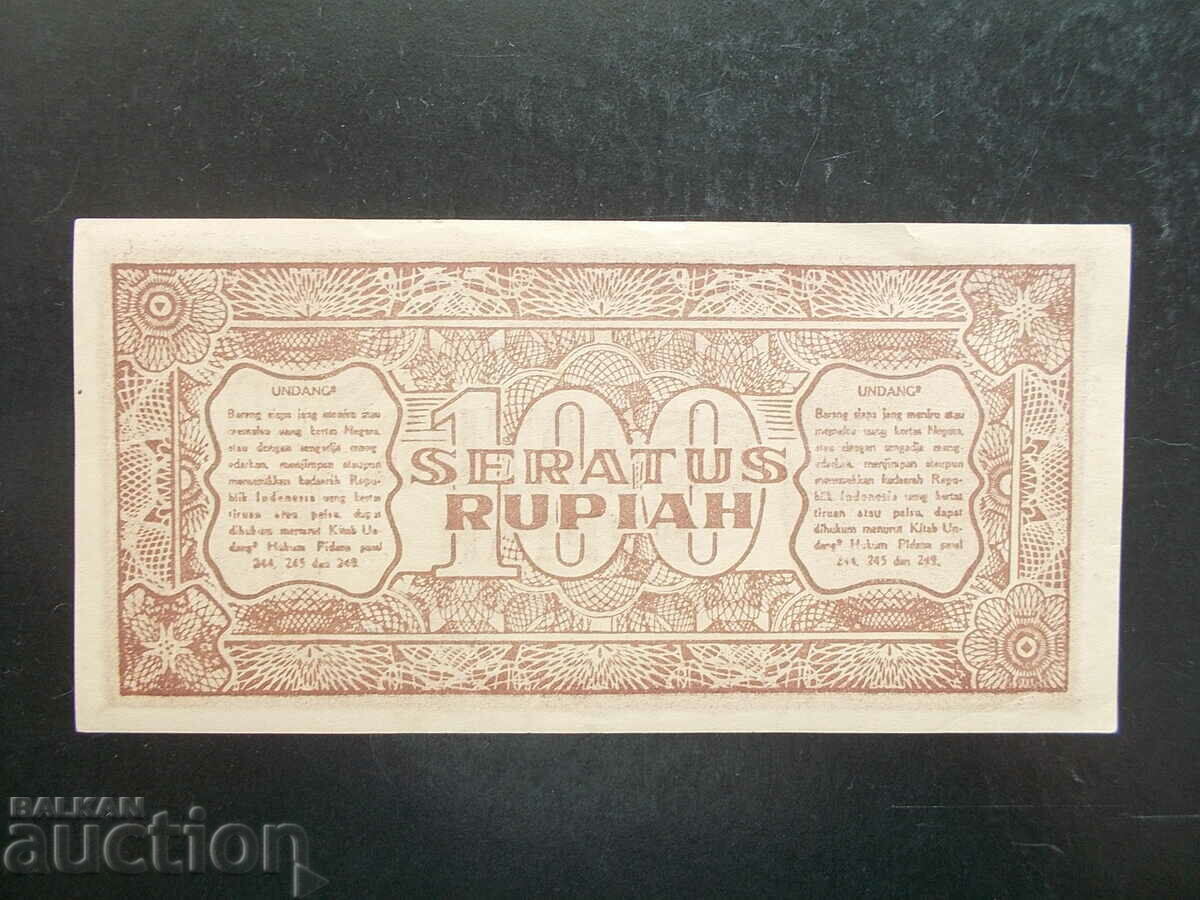 UNDANG²
Barang siapa jang meniru atau
memalsu uang kertas Negara,
atau dengan sengadja meng-
edarkan, menjimpan ataupun
memasukkan kedaerah Repu-
blik Indonesia uang kertas
tiruan atau palsu, dapat
dihukum menurut Kitab Un-
dang² Hukum Pidana pasal
244, 245 dan 249.
100
SERATUS
RUPIAH
UNDANG²
Barang siapa jang meniru atau
memalsu uang kertas Negara,
atau dengan sengadja meng-
edarkan, menjimpan ataupun
memasukkan kedaerah Repu-
blik Indonesia uang kertas
tiruan atau palsu, dapat
dihukum menurut Kitab Un-
dang² Hukum Pidana pasal
244, 245 dan 249.
BALKAN
auction